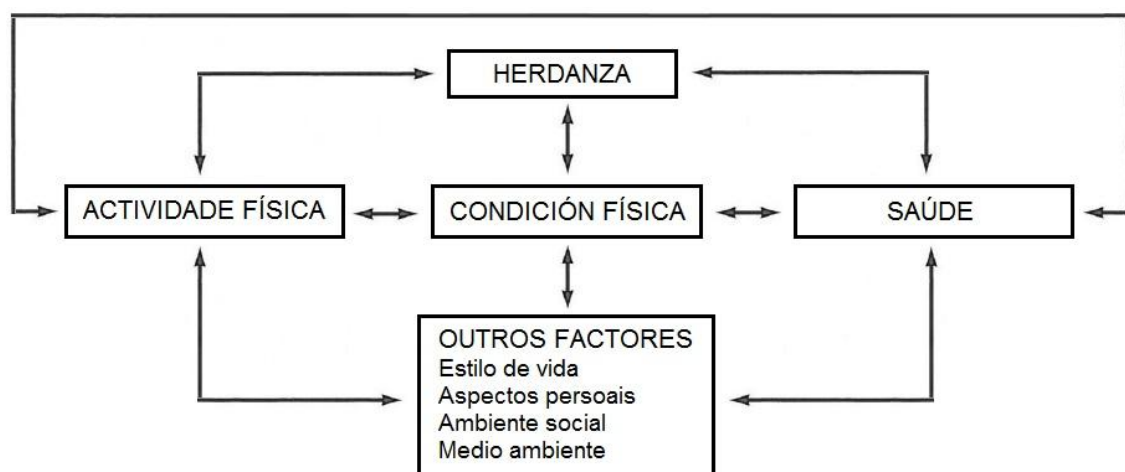 HERDANZA
ACTIVIDADE FÍSICA
CONDICIÓN FÍSICA
SAÚDE
OUTROS FACTORES
Estilo de vida
Aspectos persoais
Ambiente social
Medio ambiente